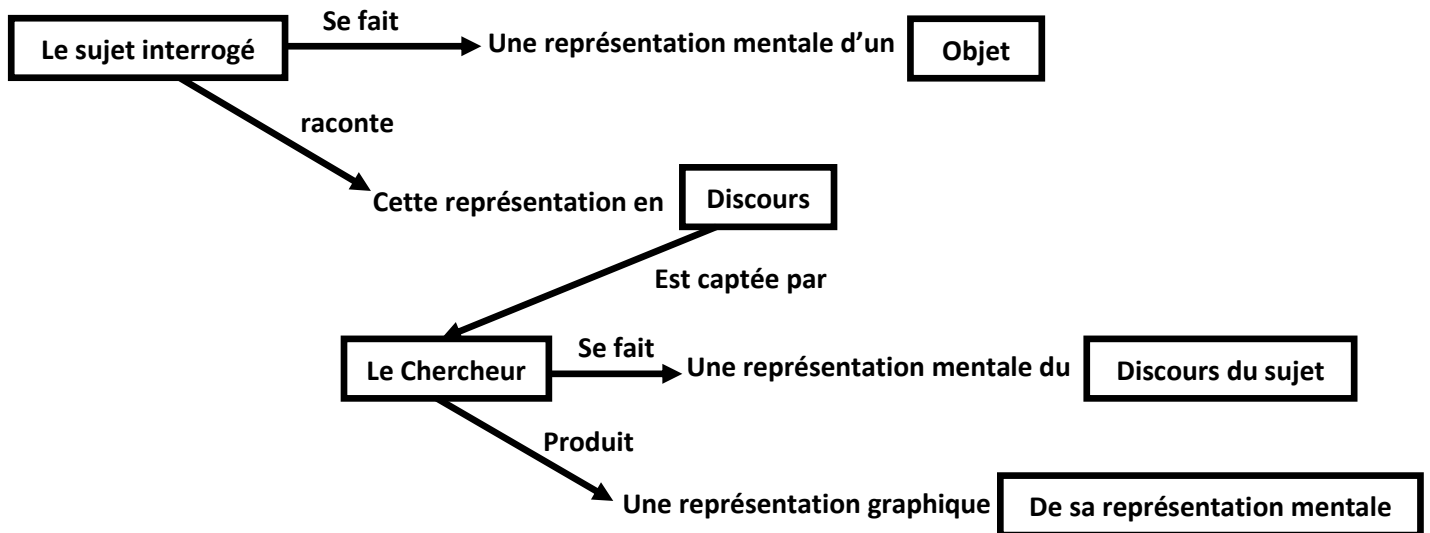 Se fait
Le sujet interrogé Une représentation mentale d'un Objet
raconte
Cette représentation en Discours
Est captée par
Se fait
Le Chercheur Une représentation mentale du Discours du sujet
Produit
Une représentation graphique De sa représentation mentale